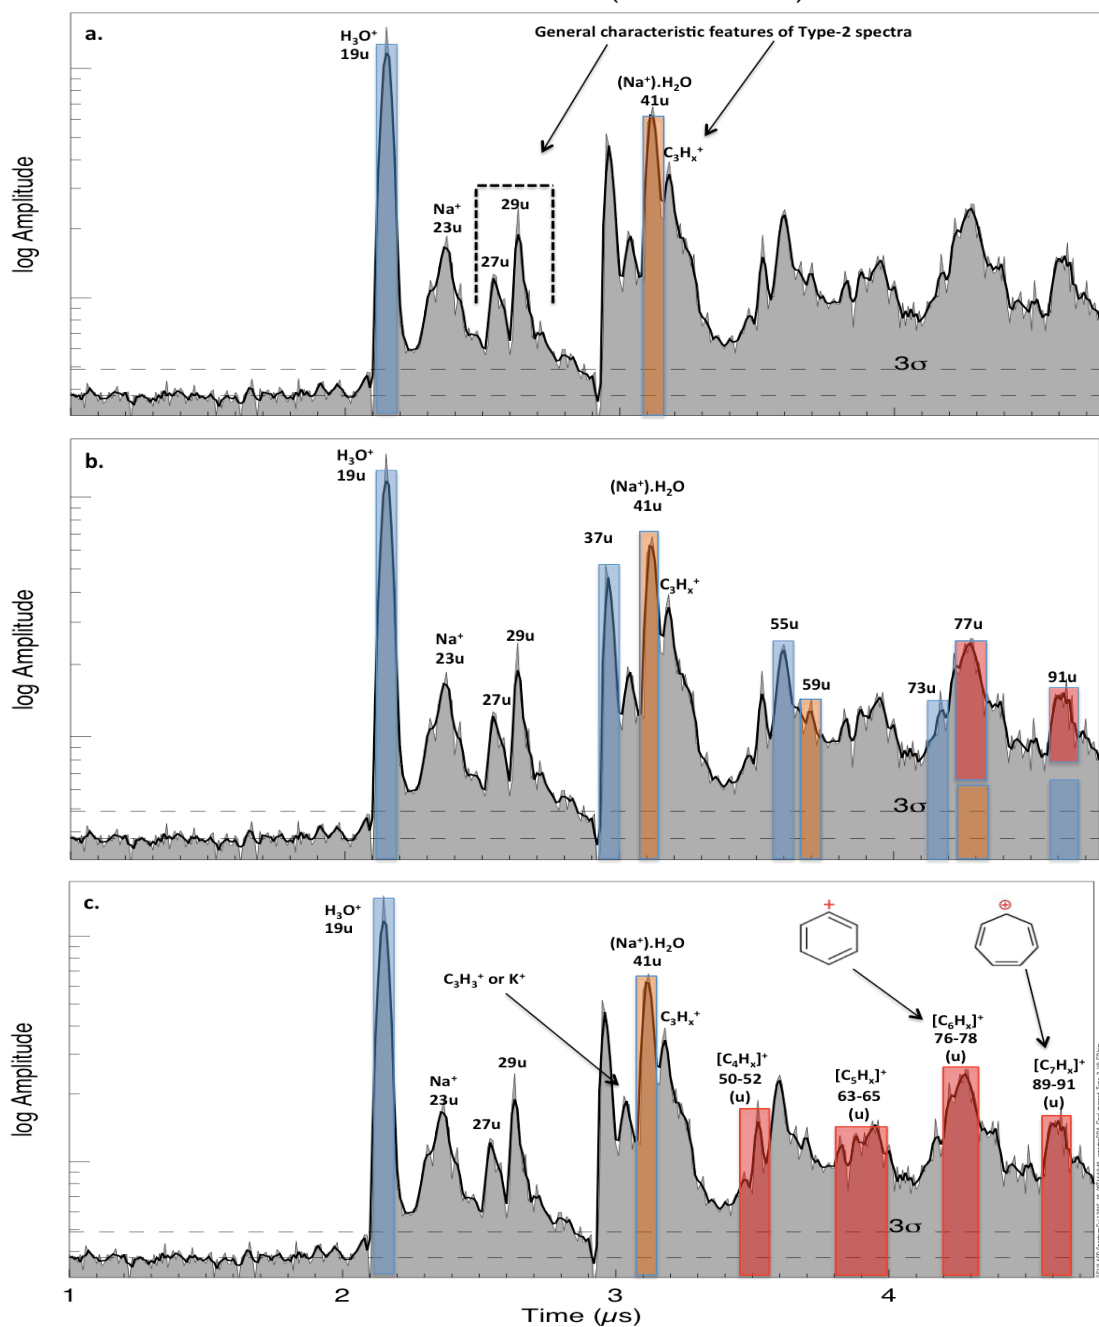 a.
General characteristic features of Type-2 spectra
H₃O⁺
19u
(Na⁺).H₂O
41u
C₃Hₓ⁺
Na⁺
23u
29u
27u
3σ
log Amplitude
b.
H₃O⁺
19u
(Na⁺).H₂O
41u
37u
C₃Hₓ⁺
Na⁺
23u
29u
27u
55u
59u
77u
73u
91u
3σ
log Amplitude
c.
H₃O⁺
19u
(Na⁺).H₂O
41u
C₃H₃⁺ or K⁺
C₃Hₓ⁺
Na⁺
23u
29u
27u
+
⊕
[C₄Hₓ]⁺
50-52
(u)
[C₅Hₓ]⁺
63-65
(u)
[C₆Hₓ]⁺
76-78
(u)
[C₇Hₓ]⁺
89-91
(u)
3σ
log Amplitude
1 2 3 4
Time (μs)